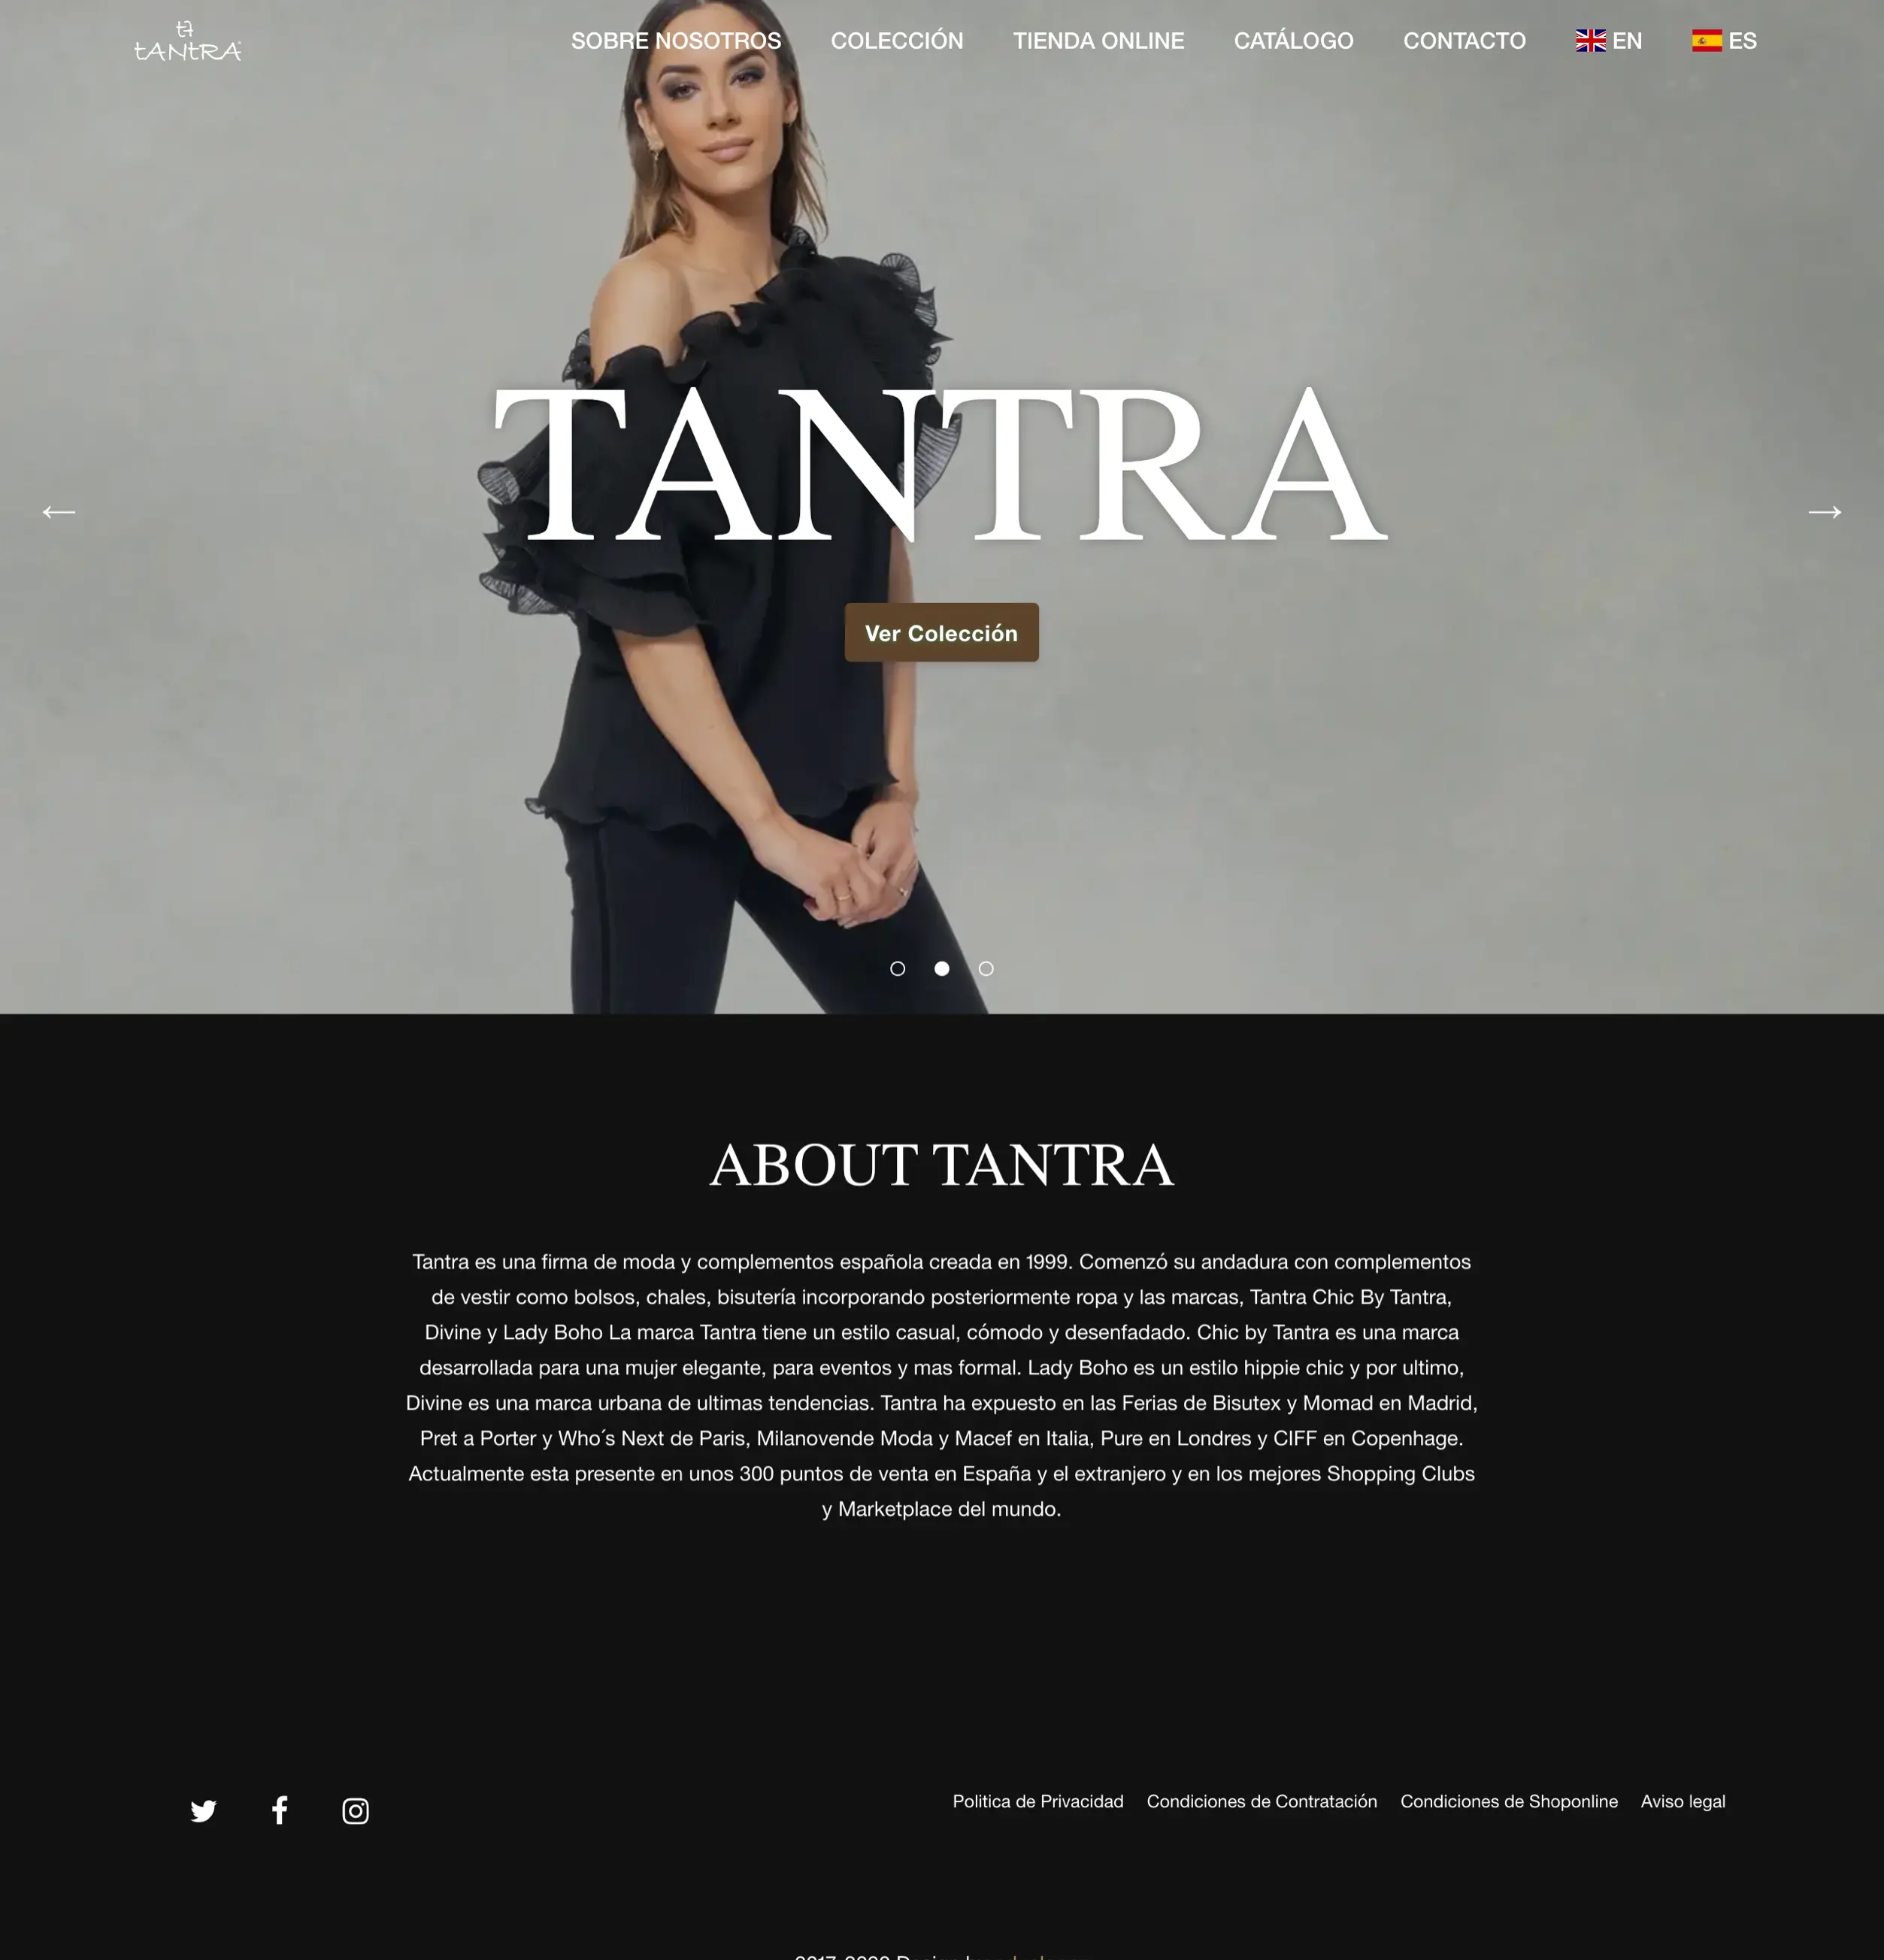 tantra
SOBRE NOSOTROS
COLECCIÓN
TIENDA ONLINE
CATÁLOGO
CONTACTO
EN
ES
TANTRA
Ver Colección
ABOUT TANTRA
Tantra es una firma de moda y complementos española creada en 1999. Comenzó su andadura con complementos
de vestir como bolsos, chales, bisutería incorporando posteriormente ropa y las marcas, Tantra Chic By Tantra,
Divine y Lady Boho La marca Tantra tiene un estilo casual, cómodo y desenfadado. Chic by Tantra es una marca
desarrollada para una mujer elegante, para eventos y mas formal. Lady Boho es un estilo hippie chic y por ultimo,
Divine es una marca urbana de ultimas tendencias. Tantra ha expuesto en las Ferias de Bisutex y Momad en Madrid,
Pret a Porter y Who´s Next de Paris, Milanovende Moda y Macef en Italia, Pure en Londres y CIFF en Copenhage.
Actualmente esta presente en unos 300 puntos de venta en España y el extranjero y en los mejores Shopping Clubs
y Marketplace del mundo.
Politica de Privacidad
Condiciones de Contratación
Condiciones de Shoponline
Aviso legal